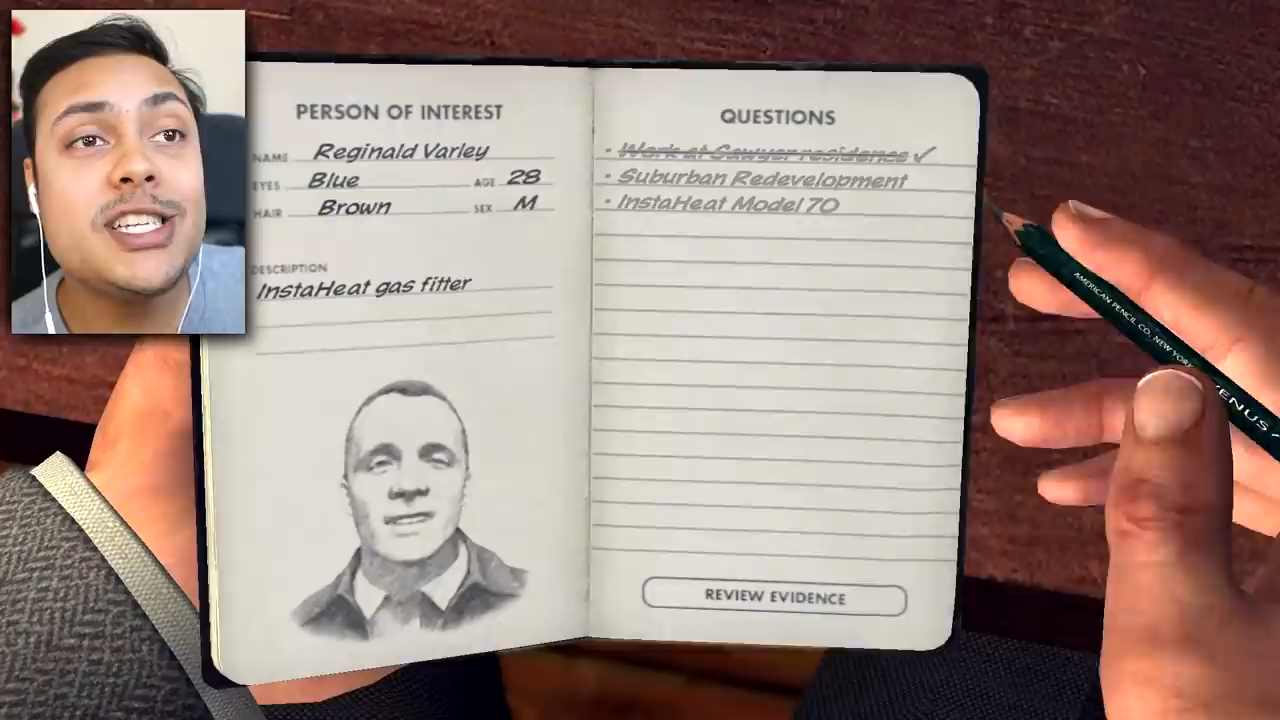 PERSON OF INTEREST
NAME Reginald Varley
EYES Blue AGE 28
HAIR Brown SEX M
DESCRIPTION
InstaHeat gas fitter
QUESTIONS
• Work at Sawyer residence ✓
• Suburban Redevelopment
• InstaHeat Model 70
REVIEW EVIDENCE
AMERICAN PENCIL CO. NEW YORK
VENUS